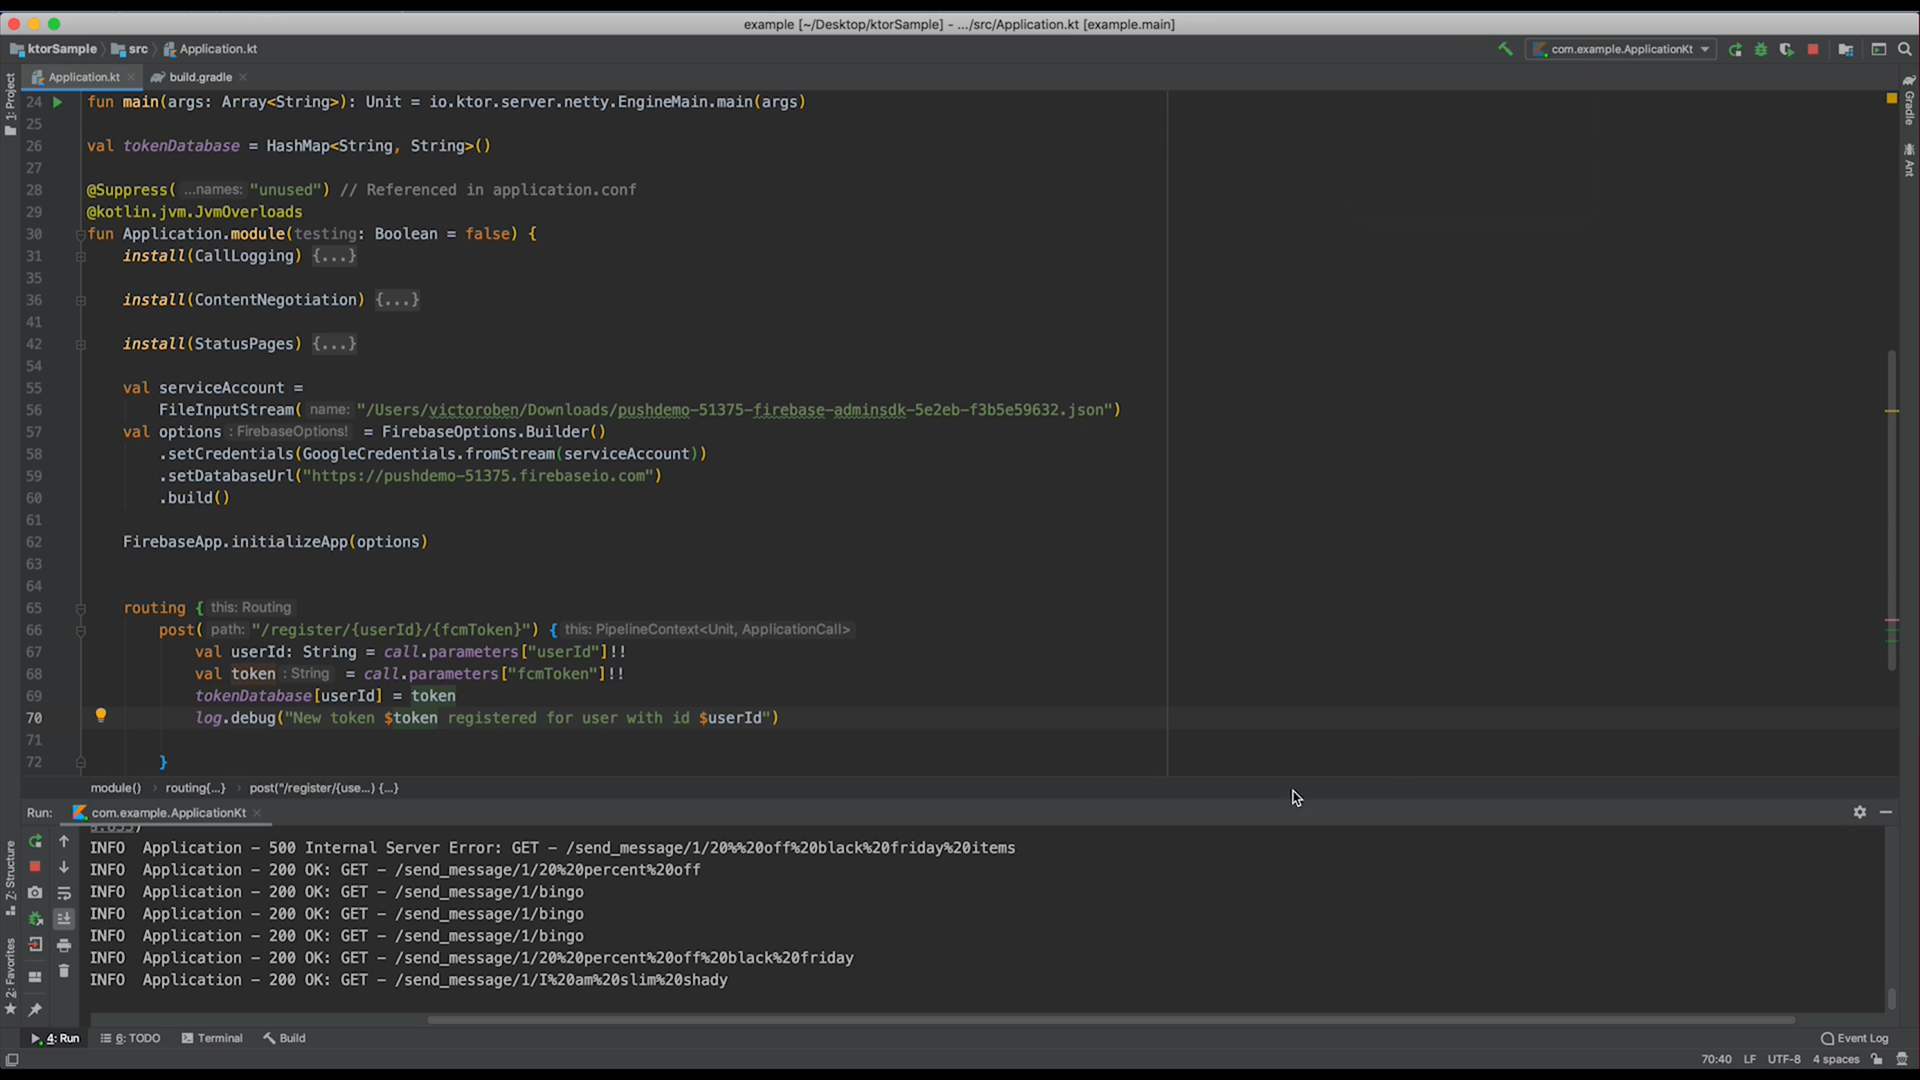 example [~/Desktop/ktorSample] - .../src/Application.kt [example.main]
ktorSample src Application.kt
com.example.ApplicationKt
Application.kt build.gradle
1: Project
Gradle
Ant
24 fun main(args: Array<String>): Unit = io.ktor.server.netty.EngineMain.main(args)
25
26 val tokenDatabase = HashMap<String, String>()
27
28 @Suppress( ...names: "unused") // Referenced in application.conf
29 @kotlin.jvm.JvmOverloads
30 fun Application.module(testing: Boolean = false) {
31 install(CallLogging) {...}
35
36 install(ContentNegotiation) {...}
41
42 install(StatusPages) {...}
54
55 val serviceAccount =
56 FileInputStream( name: "/Users/victoroben/Downloads/pushdemo-51375-firebase-adminsdk-5e2eb-f3b5e59632.json")
57 val options : FirebaseOptions! = FirebaseOptions.Builder()
58 .setCredentials(GoogleCredentials.fromStream(serviceAccount))
59 .setDatabaseUrl("https://pushdemo-51375.firebaseio.com")
60 .build()
61
62 FirebaseApp.initializeApp(options)
63
64
65 routing { this: Routing
66 post( path: "/register/{userId}/{fcmToken}") { this: PipelineContext<Unit, ApplicationCall>
67 val userId: String = call.parameters["userId"]!!
68 val token : String = call.parameters["fcmToken"]!!
69 tokenDatabase[userId] = token
70 log.debug("New token $token registered for user with id $userId")
71
72 }
module() routing{...} post("/register/{use...) {...}
Run: com.example.ApplicationKt
INFO Application - 500 Internal Server Error: GET - /send_message/1/20%%20off%20black%20friday%20items
INFO Application - 200 OK: GET - /send_message/1/20%20percent%20off
INFO Application - 200 OK: GET - /send_message/1/bingo
INFO Application - 200 OK: GET - /send_message/1/bingo
INFO Application - 200 OK: GET - /send_message/1/bingo
INFO Application - 200 OK: GET - /send_message/1/20%20percent%20off%20black%20friday
INFO Application - 200 OK: GET - /send_message/1/I%20am%20slim%20shady
Z: Structure
2: Favorites
4: Run 6: TODO Terminal Build Event Log
70:40 LF UTF-8 4 spaces